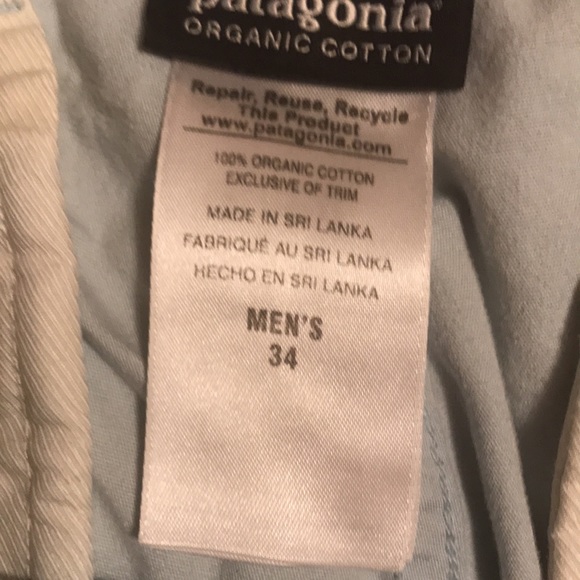 patagonia®
ORGANIC COTTON
Repair, Reuse, Recycle
This Product
www.patagonia.com
100% ORGANIC COTTON
EXCLUSIVE OF TRIM
MADE IN SRI LANKA
FABRIQUÉ AU SRI LANKA
HECHO EN SRI LANKA
MEN'S
34